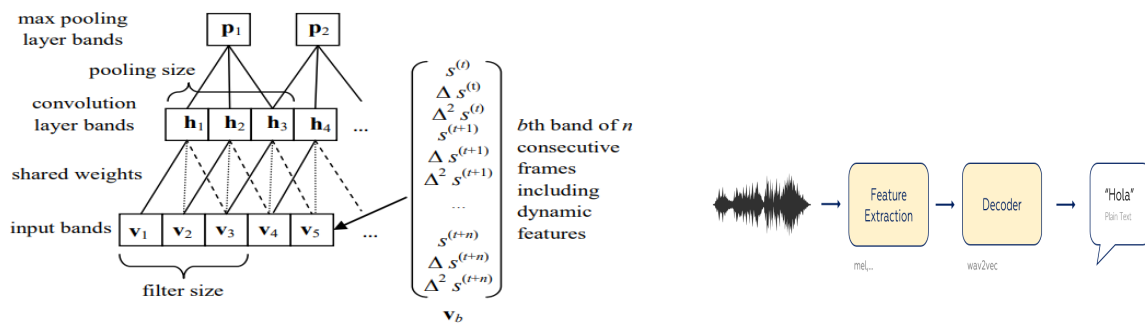 max pooling
layer bands
p₁ p₂
pooling size
convolution
layer bands
h₁ h₂ h₃ h₄ ...
shared weights
input bands
v₁ v₂ v₃ v₄ v₅ ...
filter size
s⁽ᵗ⁾
Δ s⁽ᵗ⁾
Δ² s⁽ᵗ⁾
s⁽ᵗ⁺¹⁾
Δ s⁽ᵗ⁺¹⁾
Δ² s⁽ᵗ⁺¹⁾
...
s⁽ᵗ⁺ⁿ⁾
Δ s⁽ᵗ⁺ⁿ⁾
Δ² s⁽ᵗ⁺ⁿ⁾
v_b
bth band of n
consecutive
frames
including
dynamic
features
Feature
Extraction
mel,..
Decoder
wav2vec
“Hola”
Plain Text